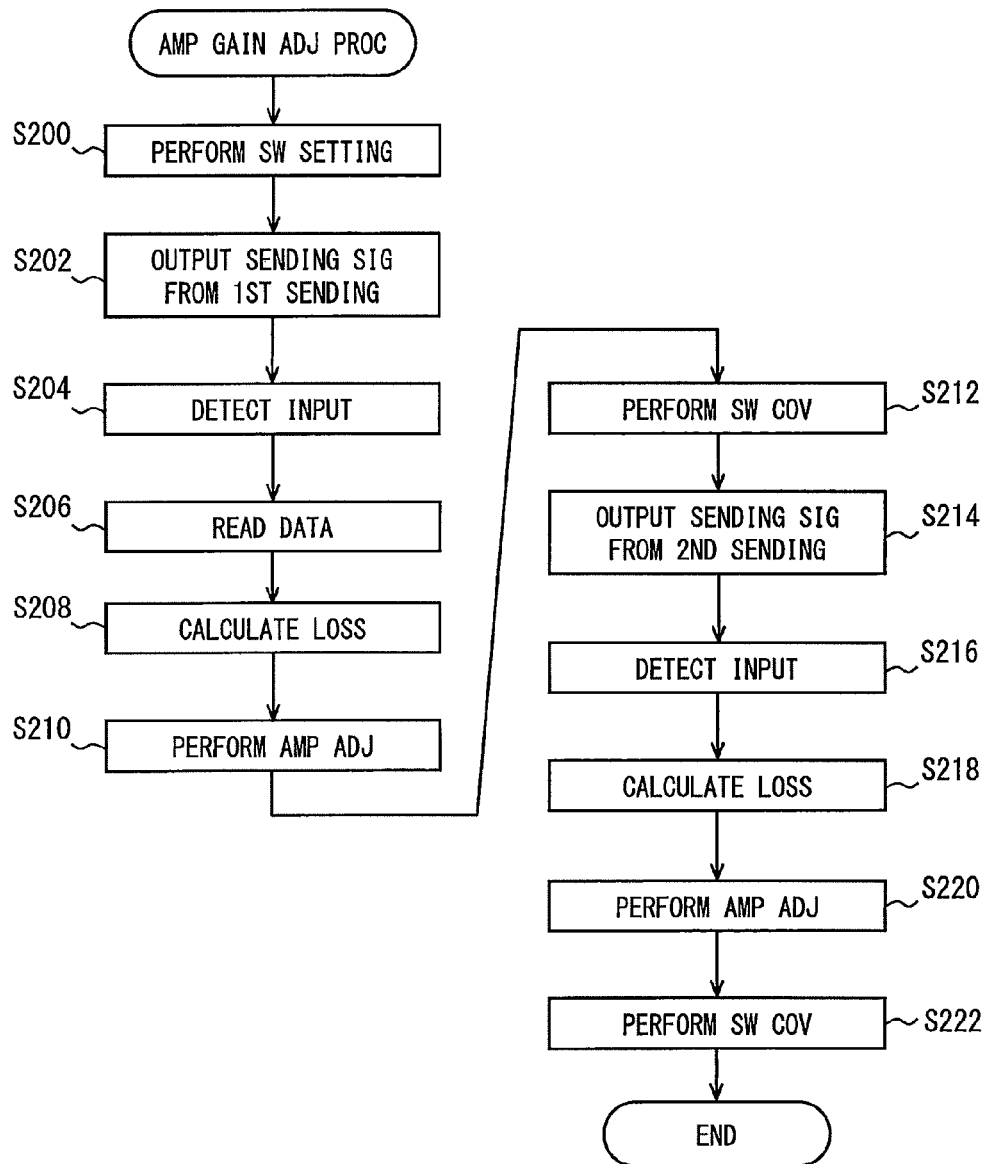 AMP GAIN ADJ PROC
S200
PERFORM SW SETTING
S202
OUTPUT SENDING SIG
FROM 1ST SENDING
S204
DETECT INPUT
S206
READ DATA
S208
CALCULATE LOSS
S210
PERFORM AMP ADJ
PERFORM SW COV
S212
OUTPUT SENDING SIG
FROM 2ND SENDING
S214
DETECT INPUT
S216
CALCULATE LOSS
S218
PERFORM AMP ADJ
S220
PERFORM SW COV
S222
END